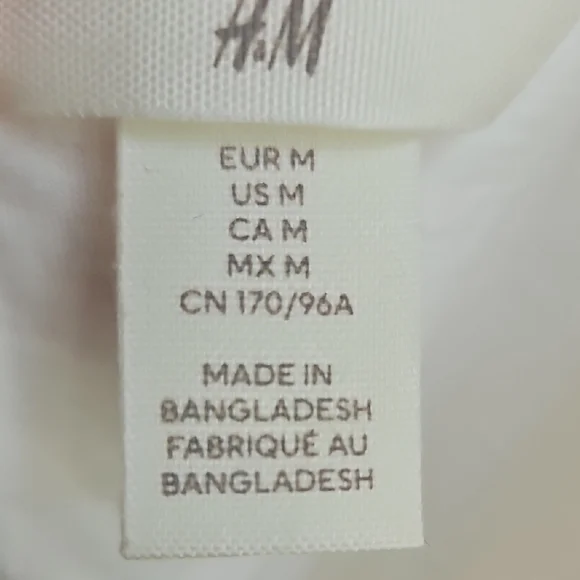 H&M
EUR M
US M
CA M
MX M
CN 170/96A
MADE IN
BANGLADESH
FABRIQUÉ AU
BANGLADESH